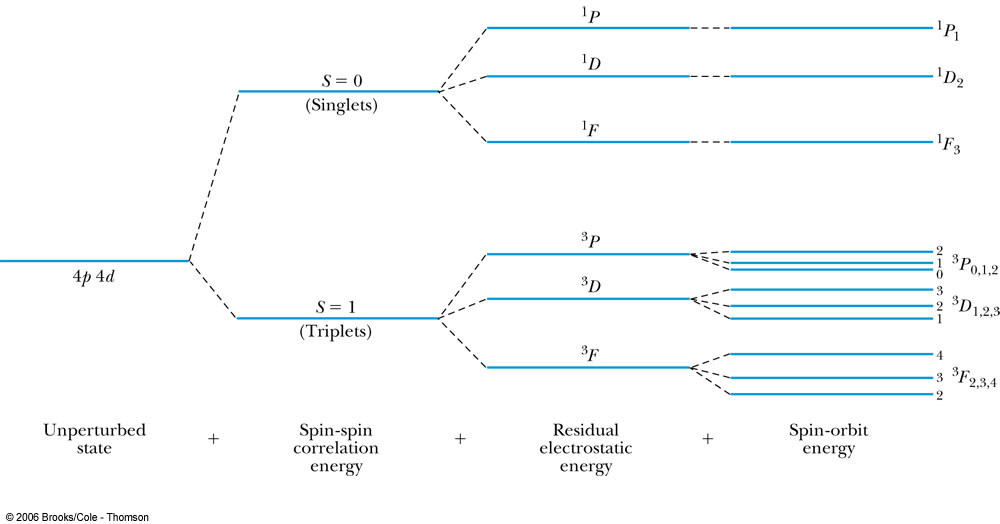 ¹P
¹P₁
S = 0
(Singlets)
¹D
¹D₂
¹F
¹F₃
4p 4d
³P
2
1
0
³P₀,₁,₂
S = 1
(Triplets)
³D
3
2
1
³D₁,₂,₃
³F
4
3
2
³F₂,₃,₄
Unperturbed
state
+
Spin-spin
correlation
energy
+
Residual
electrostatic
energy
+
Spin-orbit
energy
© 2006 Brooks/Cole - Thomson